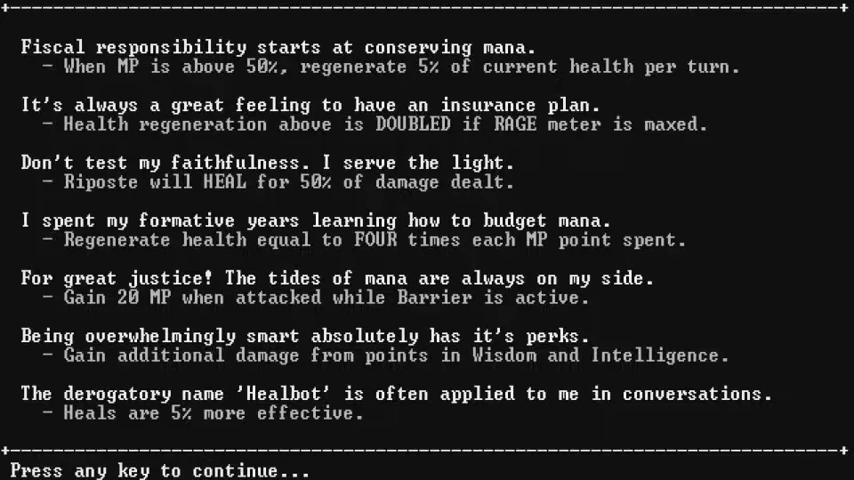 Fiscal responsibility starts at conserving mana.
- When MP is above 50%, regenerate 5% of current health per turn.
It's always a great feeling to have an insurance plan.
- Health regeneration above is DOUBLED if RAGE meter is maxed.
Don't test my faithfulness. I serve the light.
- Riposte will HEAL for 50% of damage dealt.
I spent my formative years learning how to budget mana.
- Regenerate health equal to FOUR times each MP point spent.
For great justice! The tides of mana are always on my side.
- Gain 20 MP when attacked while Barrier is active.
Being overwhelmingly smart absolutely has it's perks.
- Gain additional damage from points in Wisdom and Intelligence.
The derogatory name 'Healbot' is often applied to me in conversations.
- Heals are 5% more effective.
Press any key to continue...